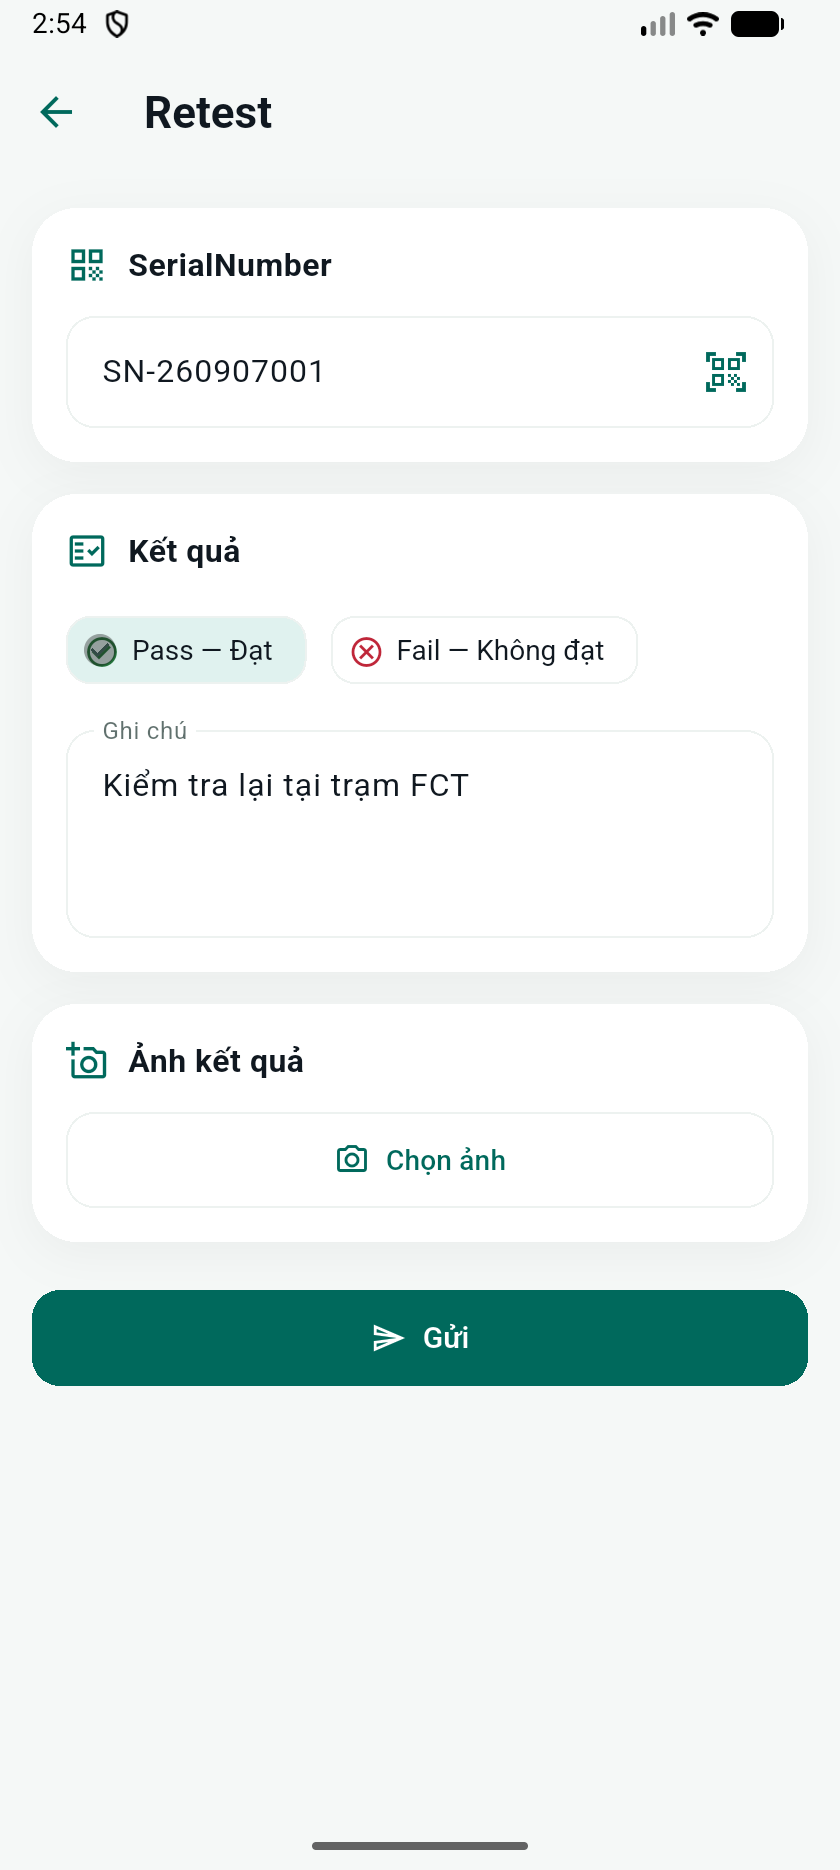 2:54
Retest
SerialNumber
SN-260907001
Kết quả
Pass — Đạt
Fail — Không đạt
Ghi chú
Kiểm tra lại tại trạm FCT
Ảnh kết quả
Chọn ảnh
Gửi